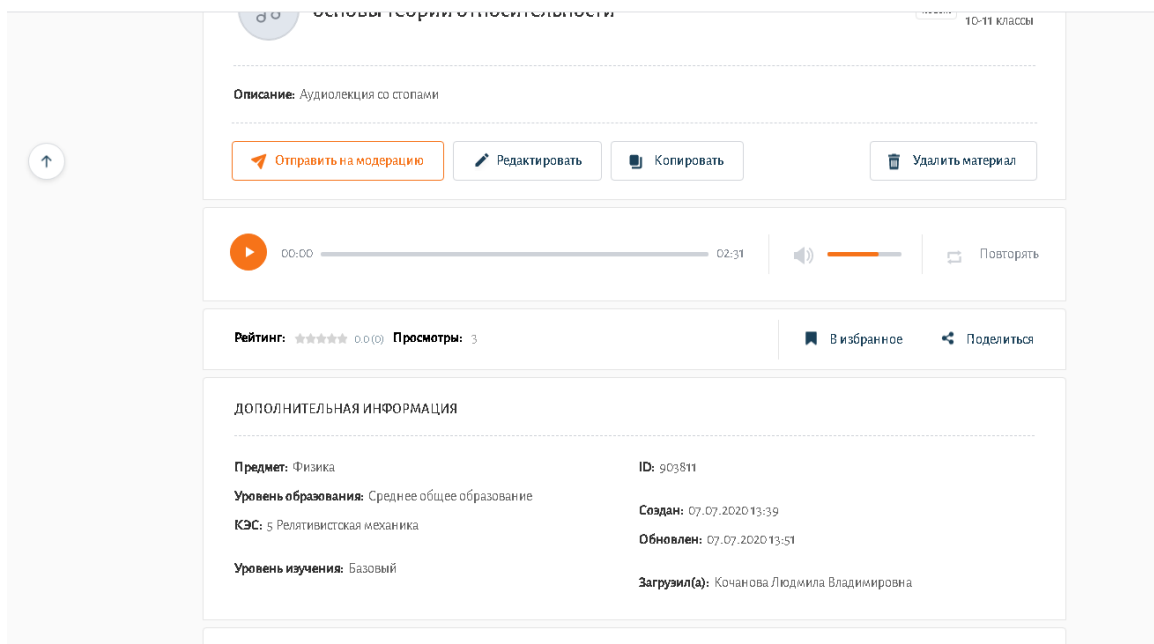 основы теории относительности
10-11 классы
Описание: Аудиолекция со стопами
Отправить на модерацию
Редактировать
Копировать
Удалить материал
00:00
02:31
Повторять
Рейтинг: 0.0 (0) Просмотры: 3
В избранное
Поделиться
ДОПОЛНИТЕЛЬНАЯ ИНФОРМАЦИЯ
Предмет: Физика
Уровень образования: Среднее общее образование
КЭС: 5 Релятивистская механика
Уровень изучения: Базовый
ID: 903811
Создан: 07.07.2020 13:39
Обновлен: 07.07.2020 13:51
Загрузил(а): Кочанова Людмила Владимировна